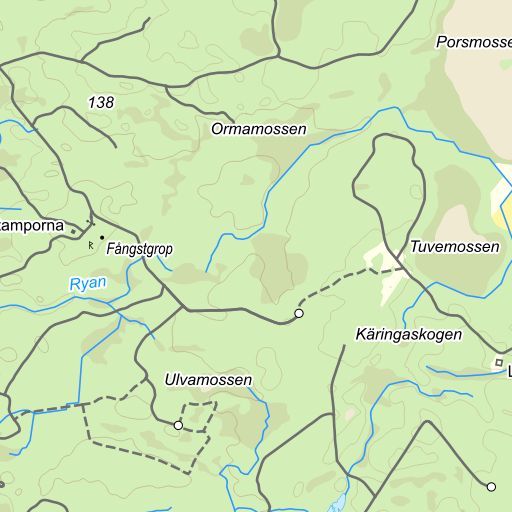 Porsmosse
138
Ormamossen
kamporna
Fångstgrop
R
Tuvemossen
Ryan
Käringaskogen
Ulvamossen
L